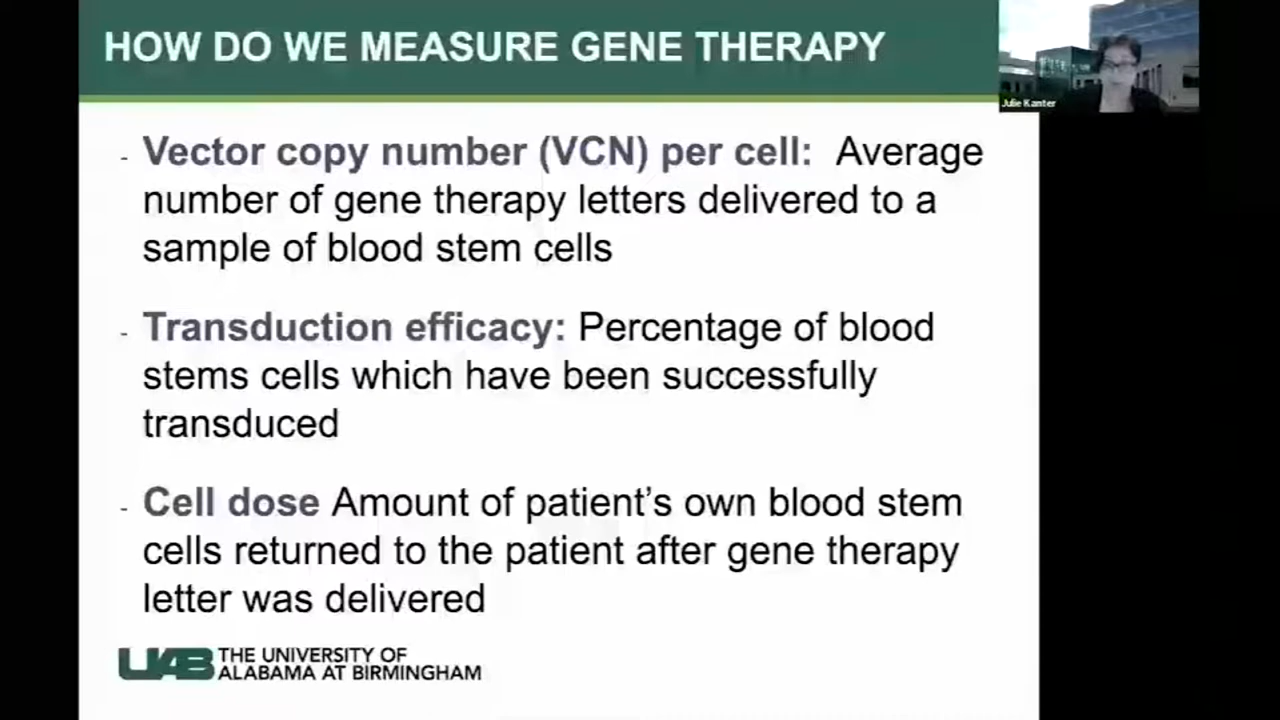 HOW DO WE MEASURE GENE THERAPY
Julie Kanter
- Vector copy number (VCN) per cell: Average
number of gene therapy letters delivered to a
sample of blood stem cells
- Transduction efficacy: Percentage of blood
stems cells which have been successfully
transduced
- Cell dose Amount of patient’s own blood stem
cells returned to the patient after gene therapy
letter was delivered
UAB THE UNIVERSITY OF
ALABAMA AT BIRMINGHAM